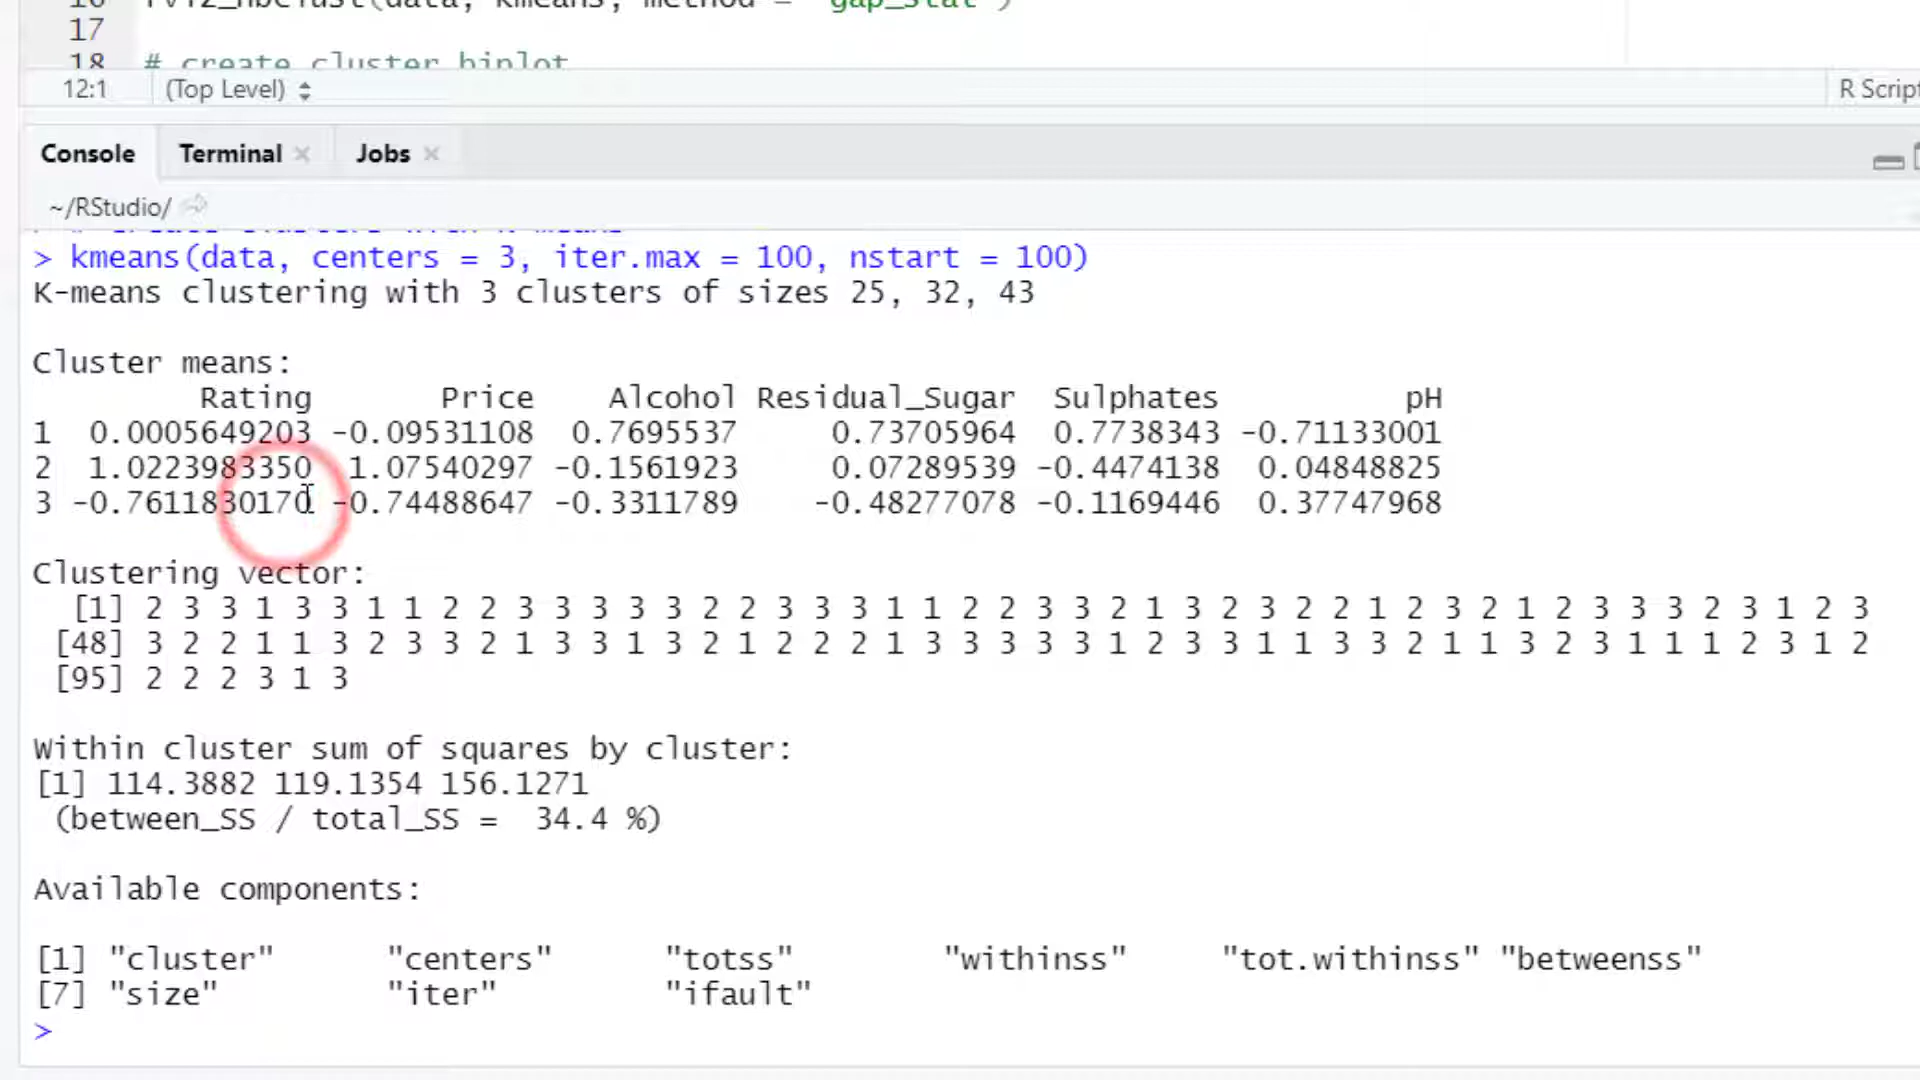 16 fviz_nbclust(data, kmeans, method = "gap_stat")
17
18 # create cluster biplot
12:1 (Top Level) R Script
Console Terminal Jobs
~/RStudio/
> kmeans(data, centers = 3, iter.max = 100, nstart = 100)
K-means clustering with 3 clusters of sizes 25, 32, 43
Cluster means:
Rating Price Alcohol Residual_Sugar Sulphates pH
1 0.0005649203 -0.09531108 0.7695537 0.73705964 0.7738343 -0.71133001
2 1.0223983350 1.07540297 -0.1561923 0.07289539 -0.4474138 0.04848825
3 -0.7611830170 -0.74488647 -0.3311789 -0.48277078 -0.1169446 0.37747968
Clustering vector:
[1] 2 3 3 1 3 3 1 1 2 2 3 3 3 3 3 2 2 3 3 3 1 1 2 2 3 3 2 1 3 2 3 2 2 1 2 3 2 1 2 3 3 3 2 3 1 2 3
[48] 3 2 2 1 1 3 2 3 3 2 1 3 3 1 3 2 1 2 2 2 1 3 3 3 3 3 1 2 3 3 1 1 3 3 2 1 1 3 2 3 1 1 1 2 3 1 2
[95] 2 2 2 3 1 3
Within cluster sum of squares by cluster:
[1] 114.3882 119.1354 156.1271
(between_SS / total_SS = 34.4 %)
Available components:
[1] "cluster" "centers" "totss" "withinss" "tot.withinss" "betweenss"
[7] "size" "iter" "ifault"
>